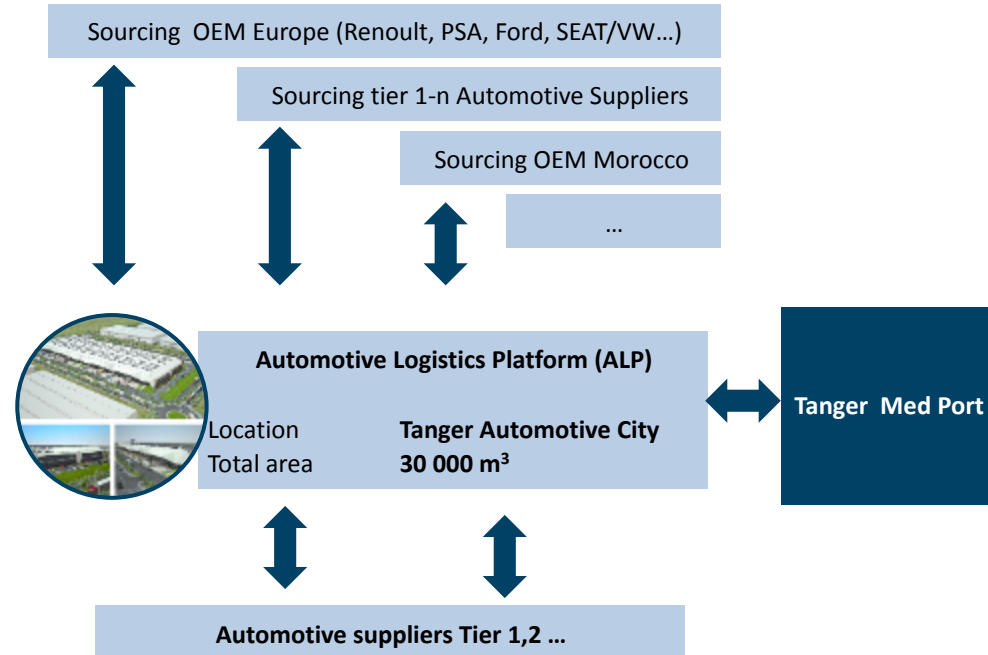 Sourcing OEM Europe (Renoult, PSA, Ford, SEAT/VW...)
Sourcing tier 1-n Automotive Suppliers
Sourcing OEM Morocco
...
Automotive Logistics Platform (ALP)
Location Tanger Automotive City
Total area 30 000 m³
Tanger Med Port
Automotive suppliers Tier 1,2 ...